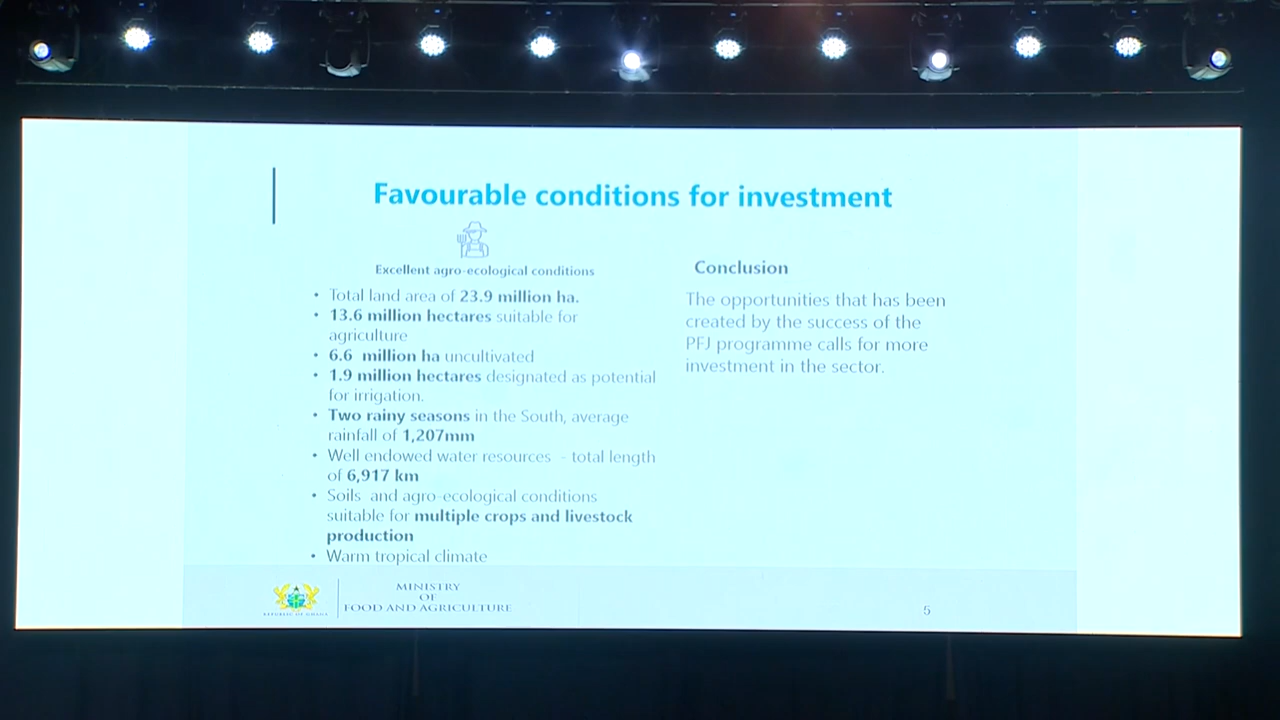 Favourable conditions for investment
Excellent agro-ecological conditions
• Total land area of 23.9 million ha.
• 13.6 million hectares suitable for
agriculture
• 6.6 million ha uncultivated
• 1.9 million hectares designated as potential
for irrigation.
• Two rainy seasons in the South, average
rainfall of 1,207mm
• Well endowed water resources - total length
of 6,917 km
• Soils and agro-ecological conditions
suitable for multiple crops and livestock
production
• Warm tropical climate
Conclusion
The opportunities that has been
created by the success of the
PFJ programme calls for more
investment in the sector.
REPUBLIC OF GHANA
MINISTRY
OF
FOOD AND AGRICULTURE
5